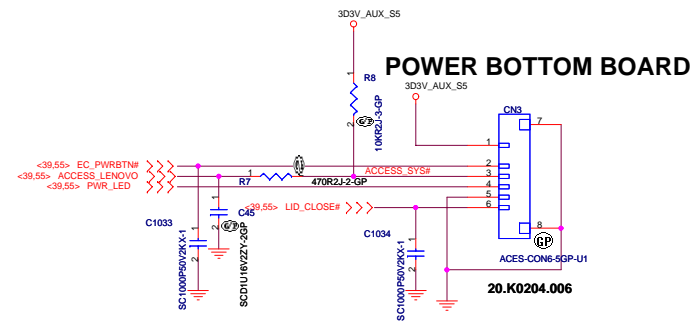 3D3V_AUX_S5
POWER BOTTOM BOARD
1
R8
3D3V_AUX_S5
2
10KR2J-3-GP
CN3
7
1
<39,55> EC_PWRBTN#
2
<39,55> ACCESS_LENOVO
1
R7
2
470R2J-2-GP
ACCESS_SYS#
3
<39,55> PWR_LED
4
5
<39,55> LID_CLOSE#
6
C1033
1
2
SC1000P50V2KX-1
1
C45
2
SCD1U16V2ZY-2GP
C1034
1
2
SC1000P50V2KX-1
8
GP
ACES-CON6-5GP-U1
20.K0204.006